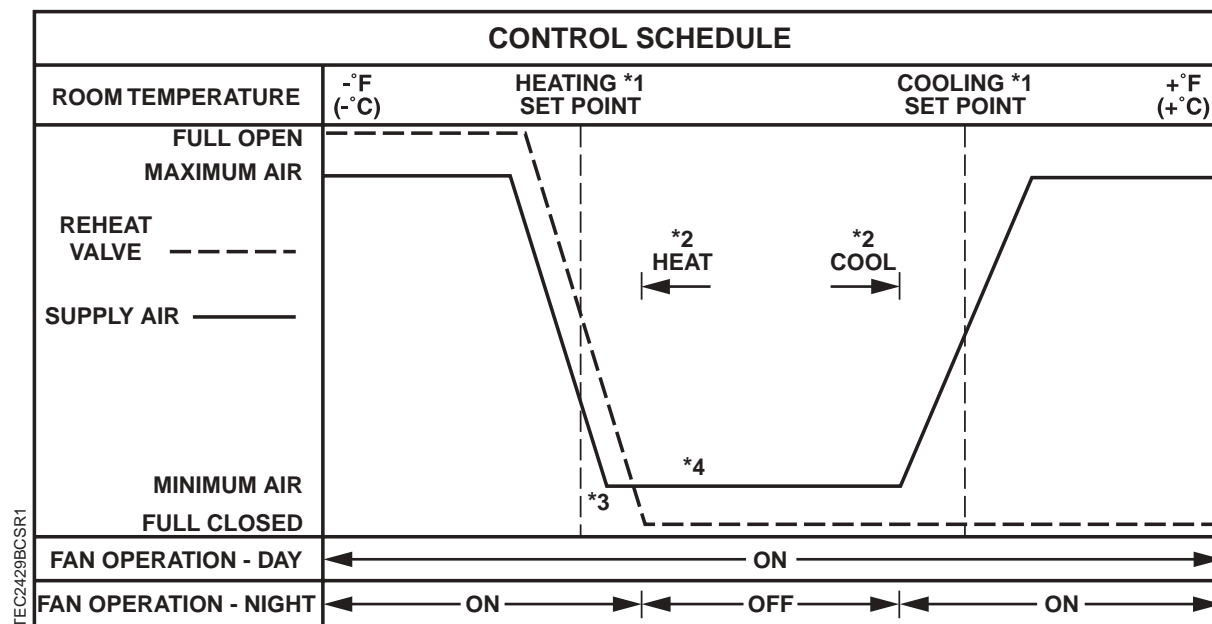 CONTROL SCHEDULE
ROOM TEMPERATURE
-°F
(-°C)
HEATING *1
SET POINT
COOLING *1
SET POINT
+°F
(+°C)
FULL OPEN
MAXIMUM AIR
REHEAT
VALVE
SUPPLY AIR
*2
HEAT
*2
COOL
*4
MINIMUM AIR
*3
FULL CLOSED
FAN OPERATION - DAY
ON
FAN OPERATION - NIGHT
ON
OFF
ON
TEC2429BCSR1